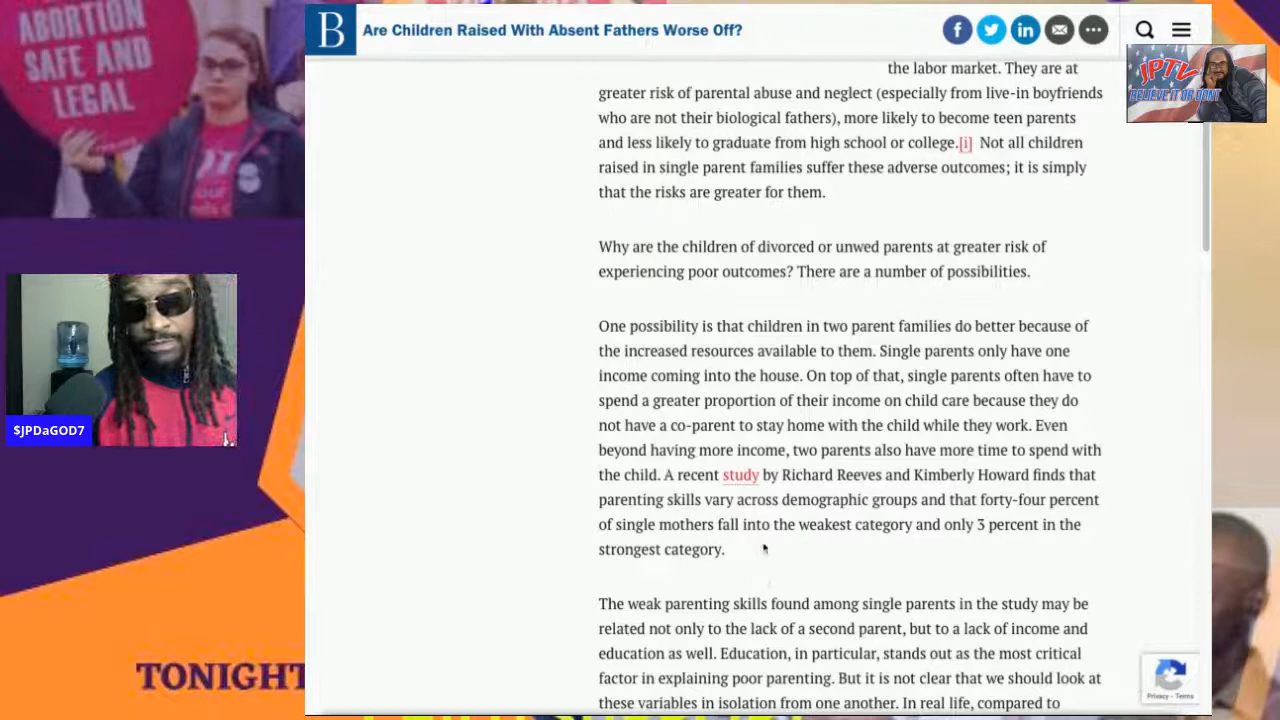 ABORTION
SAFE AND
LEGAL
B
Are Children Raised With Absent Fathers Worse Off?
JPTV
BELIEVE IT OR DONT
the labor market. They are at
greater risk of parental abuse and neglect (especially from live-in boyfriends
who are not their biological fathers), more likely to become teen parents
and less likely to graduate from high school or college.[i] Not all children
raised in single parent families suffer these adverse outcomes; it is simply
that the risks are greater for them.
Why are the children of divorced or unwed parents at greater risk of
experiencing poor outcomes? There are a number of possibilities.
One possibility is that children in two parent families do better because of
the increased resources available to them. Single parents only have one
income coming into the house. On top of that, single parents often have to
spend a greater proportion of their income on child care because they do
not have a co-parent to stay home with the child while they work. Even
beyond having more income, two parents also have more time to spend with
the child. A recent study by Richard Reeves and Kimberly Howard finds that
parenting skills vary across demographic groups and that forty-four percent
of single mothers fall into the weakest category and only 3 percent in the
strongest category.
The weak parenting skills found among single parents in the study may be
related not only to the lack of a second parent, but to a lack of income and
education as well. Education, in particular, stands out as the most critical
factor in explaining poor parenting. But it is not clear that we should look at
these variables in isolation from one another. In real life, compared to
$JPDaGOD7
TONIGHT
Privacy - Terms